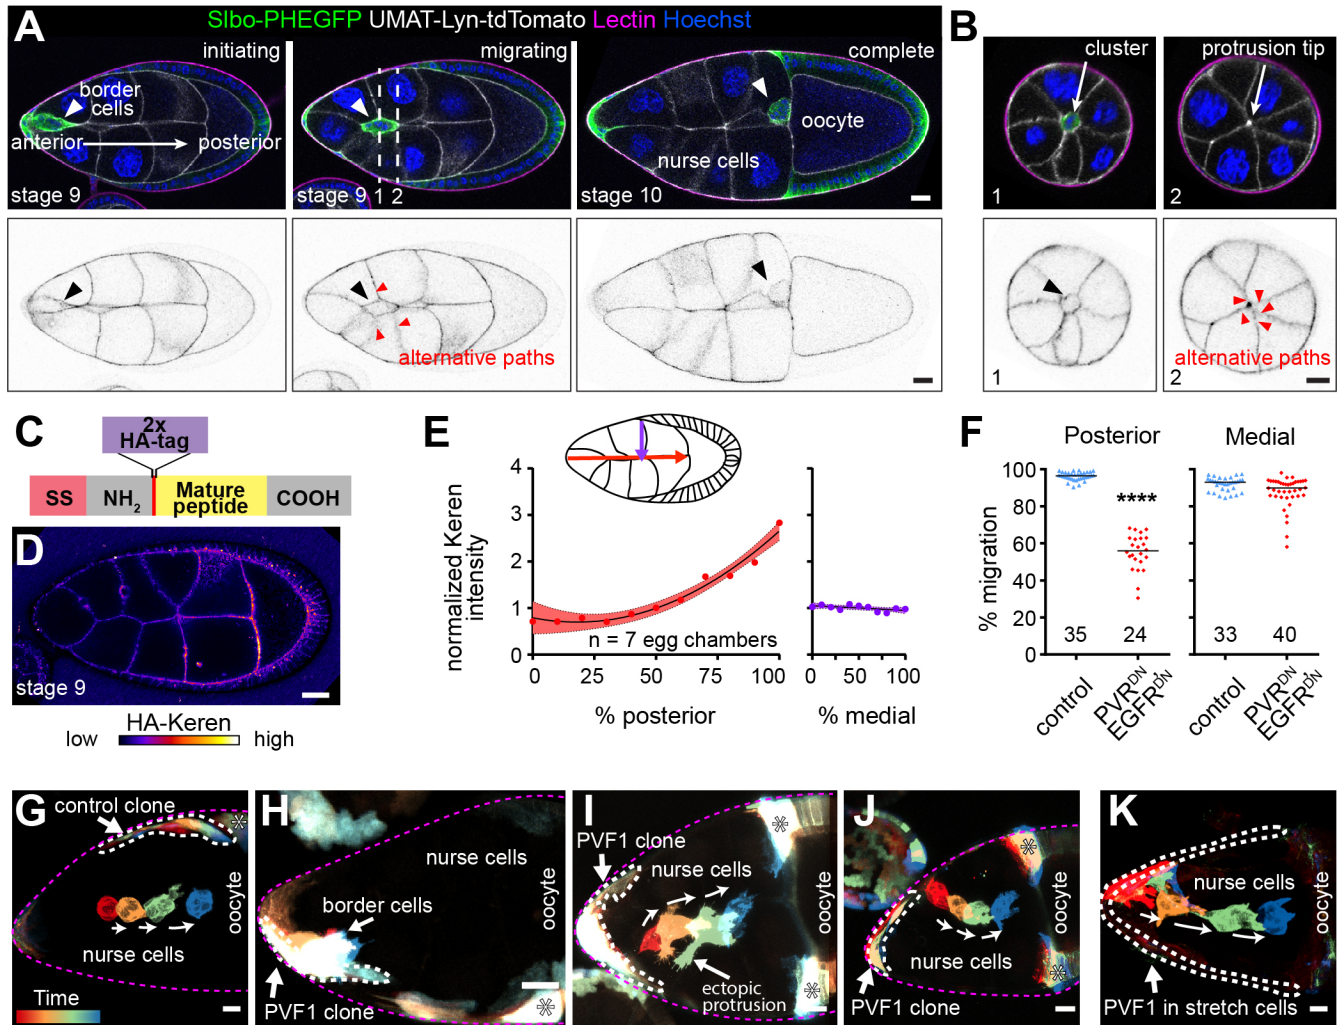 Slbo-PHEGFP UMAT-Lyn-tdTomato Lectin Hoechst
A
initiating
border
cells
anterior
posterior
stage 9
migrating
stage 9
1 2
complete
oocyte
nurse cells
stage 10
alternative paths
B
cluster
1
protrusion tip
2
1
alternative paths
2
C
2x
HA-tag
SS
NH2
Mature
peptide
COOH
D
stage 9
HA-Keren
low
high
E
normalized Keren
intensity
4
3
2
1
0
n = 7 egg chambers
0 25 50 75 100
% posterior
0 50 100
% medial
F
Posterior
Medial
% migration
100
80
60
40
20
0
****
35 24
33 40
control
PVRDN
EGFRDN
control
PVRDN
EGFRDN
G
control clone
*
nurse cells
oocyte
Time
H
nurse cells
border cells
oocyte
PVF1 clone
*
I
PVF1 clone
*
nurse cells
oocyte
ectopic
protrusion
*
J
*
nurse cells
nurse cells
oocyte
PVF1 clone
*
K
nurse cells
oocyte
PVF1 in stretch cells